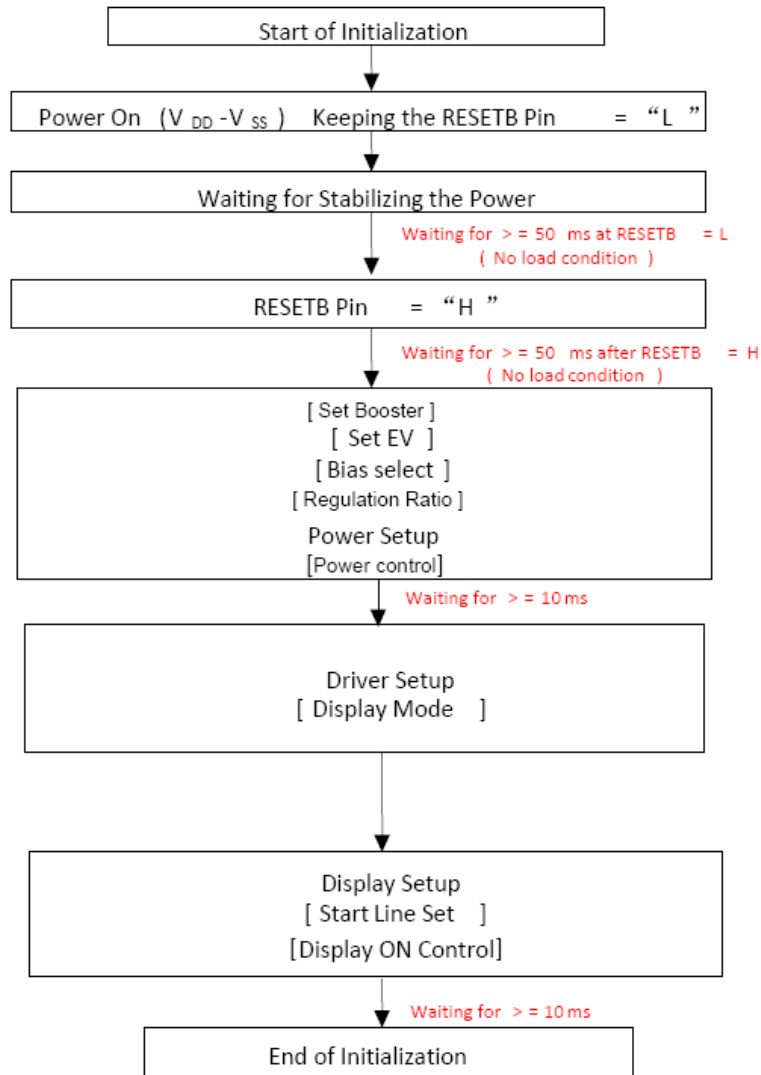 Start of Initialization
Power On (V DD -V SS ) Keeping the RESETB Pin = “L ”
Waiting for Stabilizing the Power
Waiting for > = 50 ms at RESETB = L
( No load condition )
RESETB Pin = “H ”
Waiting for > = 50 ms after RESETB = H
( No load condition )
[ Set Booster ]
[ Set EV ]
[ Bias select ]
[ Regulation Ratio ]
Power Setup
[Power control]
Waiting for > = 10 ms
Driver Setup
[ Display Mode ]
Display Setup
[ Start Line Set ]
[Display ON Control]
Waiting for > = 10 ms
End of Initialization